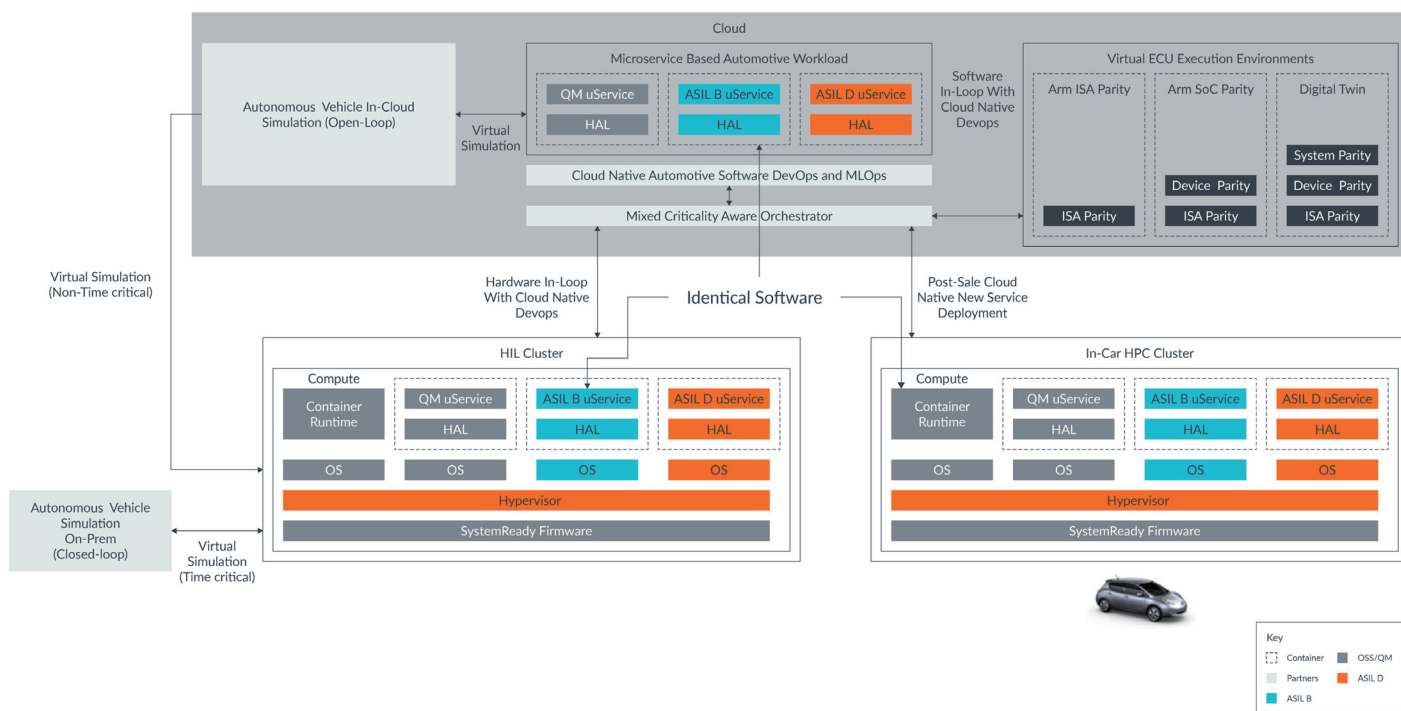 Cloud
Autonomous Vehicle In-Cloud
Simulation (Open-Loop)
Virtual
Simulation
Microservice Based Automotive Workload
QM uService
HAL
ASIL B uService
HAL
ASIL D uService
HAL
Cloud Native Automotive Software DevOps and MLOps
Mixed Criticality Aware Orchestrator
Software
In-Loop With
Cloud Native
Devops
Virtual ECU Execution Environments
Arm ISA Parity
ISA Parity
Arm SoC Parity
Device Parity
ISA Parity
Digital Twin
System Parity
Device Parity
ISA Parity
Virtual Simulation
(Non-Time critical)
Hardware In-Loop
With Cloud Native
Devops
Identical Software
Post-Sale Cloud
Native New Service
Deployment
HIL Cluster
Compute
Container
Runtime
OS
QM uService
HAL
OS
ASIL B uService
HAL
OS
ASIL D uService
HAL
OS
Hypervisor
SystemReady Firmware
In-Car HPC Cluster
Compute
Container
Runtime
OS
QM uService
HAL
OS
ASIL B uService
HAL
OS
ASIL D uService
HAL
OS
Hypervisor
SystemReady Firmware
Autonomous Vehicle
Simulation
On-Prem
(Closed-loop)
Virtual
Simulation
(Time critical)
Key
Container
OSS/QM
Partners
ASIL D
ASIL B